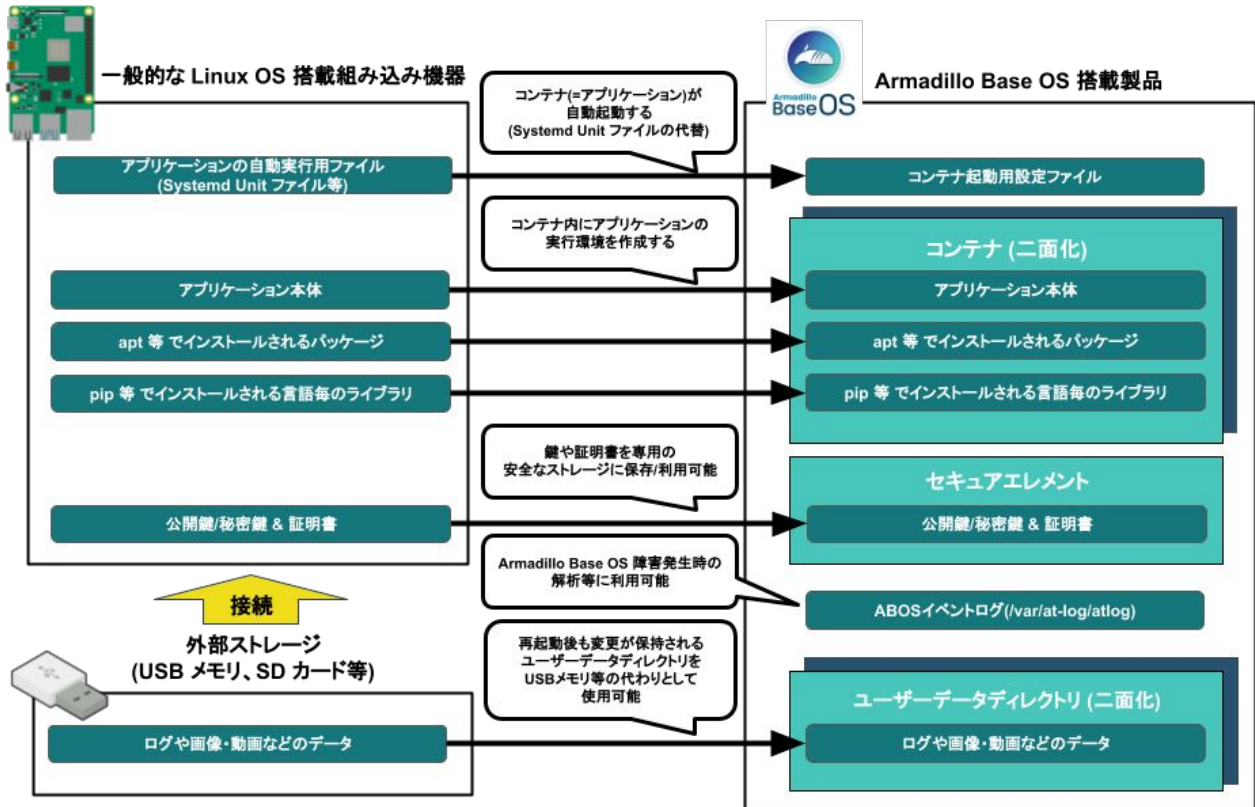 一般的な Linux OS 搭載組み込み機器
Armadillo
BaseOS
Armadillo Base OS 搭載製品
コンテナ(=アプリケーション)が
自動起動する
(Systemd Unit ファイルの代替)
アプリケーションの自動実行用ファイル
(Systemd Unit ファイル等)
コンテナ起動用設定ファイル
コンテナ内にアプリケーションの
実行環境を作成する
コンテナ (二面化)
アプリケーション本体
アプリケーション本体
apt 等 でインストールされるパッケージ
apt 等 でインストールされるパッケージ
pip 等 でインストールされる言語毎のライブラリ
pip 等 でインストールされる言語毎のライブラリ
鍵や証明書を専用の
安全なストレージに保存/利用可能
セキュアエレメント
公開鍵/秘密鍵 & 証明書
公開鍵/秘密鍵 & 証明書
Armadillo Base OS 障害発生時の
解析等に利用可能
ABOSイベントログ(/var/at-log/atlog)
接続
外部ストレージ
(USB メモリ、SD カード等)
再起動後も変更が保持される
ユーザーデータディレクトリを
USBメモリ等の代わりとして
使用可能
ユーザーデータディレクトリ (二面化)
ログや画像・動画などのデータ
ログや画像・動画などのデータ